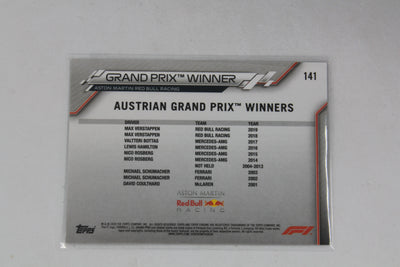 GRAND PRIX™ WINNER
141
ASTON MARTIN RED BULL RACING
AUSTRIAN GRAND PRIX™ WINNERS
DRIVER TEAM YEAR
MAX VERSTAPPEN RED BULL RACING 2019
MAX VERSTAPPEN RED BULL RACING 2018
VALTTERI BOTTAS MERCEDES-AMG 2017
LEWIS HAMILTON MERCEDES-AMG 2016
NICO ROSBERG MERCEDES-AMG 2015
NICO ROSBERG MERCEDES-AMG 2014
NOT HELD 2004-2013
MICHAEL SCHUMACHER FERRARI 2003
MICHAEL SCHUMACHER FERRARI 2002
DAVID COULTHARD McLAREN 2001
ASTON MARTIN
Red Bull
RACING
Topps
F1